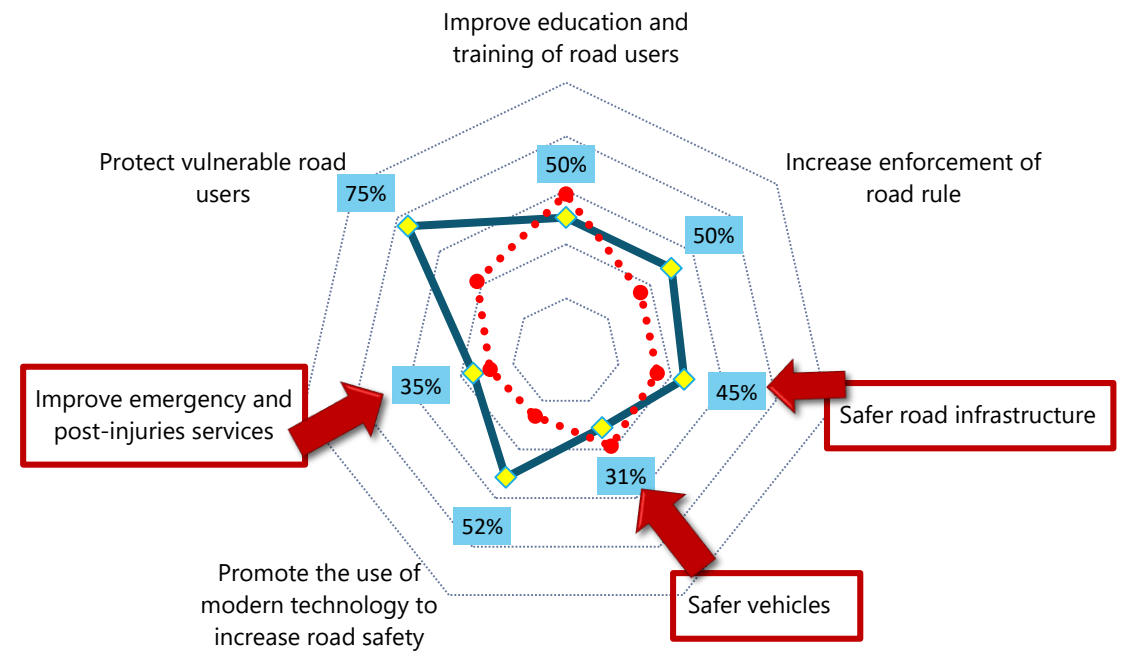 Improve education and
training of road users
50%
Increase enforcement of
road rule
50%
Protect vulnerable road
users
75%
Improve emergency and
post-injuries services
35%
45%
Safer road infrastructure
31%
Safer vehicles
52%
Promote the use of
modern technology to
increase road safety